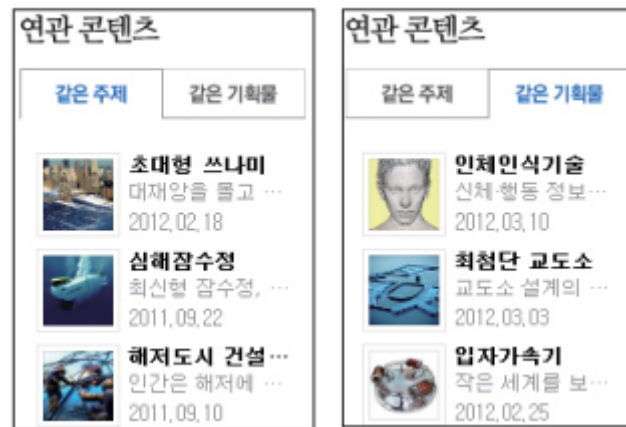 연관 콘텐츠
같은 주제 같은 기획물
초대형 쓰나미
대재앙을 몰고 …
2012.02.18
심해잠수정
최신형 잠수정, …
2011.09.22
해저도시 건설…
인간은 해저에 …
2011.09.10
연관 콘텐츠
같은 주제 같은 기획물
인체인식기술
신체·행동 정보…
2012.03.10
최첨단 교도소
교도소 설계의 …
2012.03.03
입자가속기
작은 세계를 보…
2012.02.25